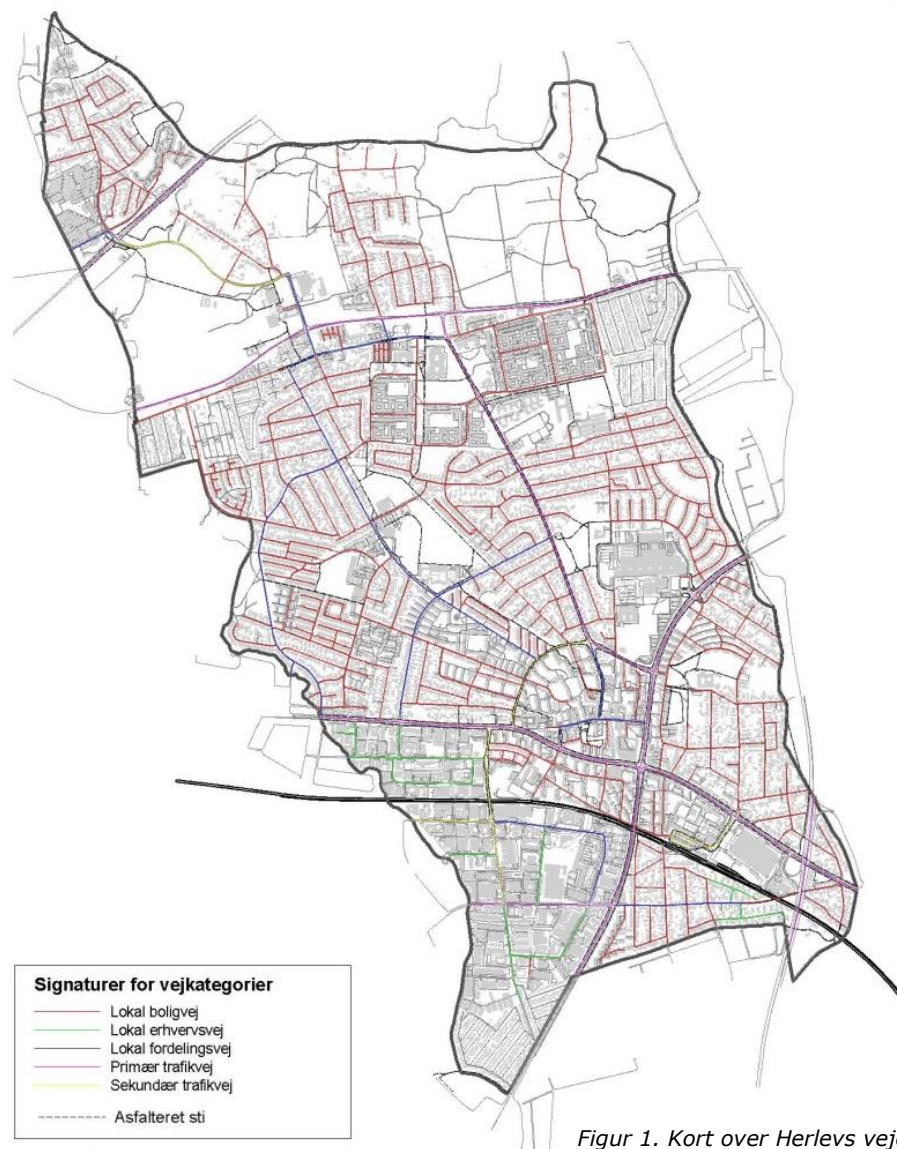 Signaturer for vejkategorier
Lokal boligvej
Lokal erhvervsvej
Lokal fordelingsvej
Primær trafikvej
Sekundær trafikvej
Asfalteret sti
Figur 1. Kort over Herlevs veje